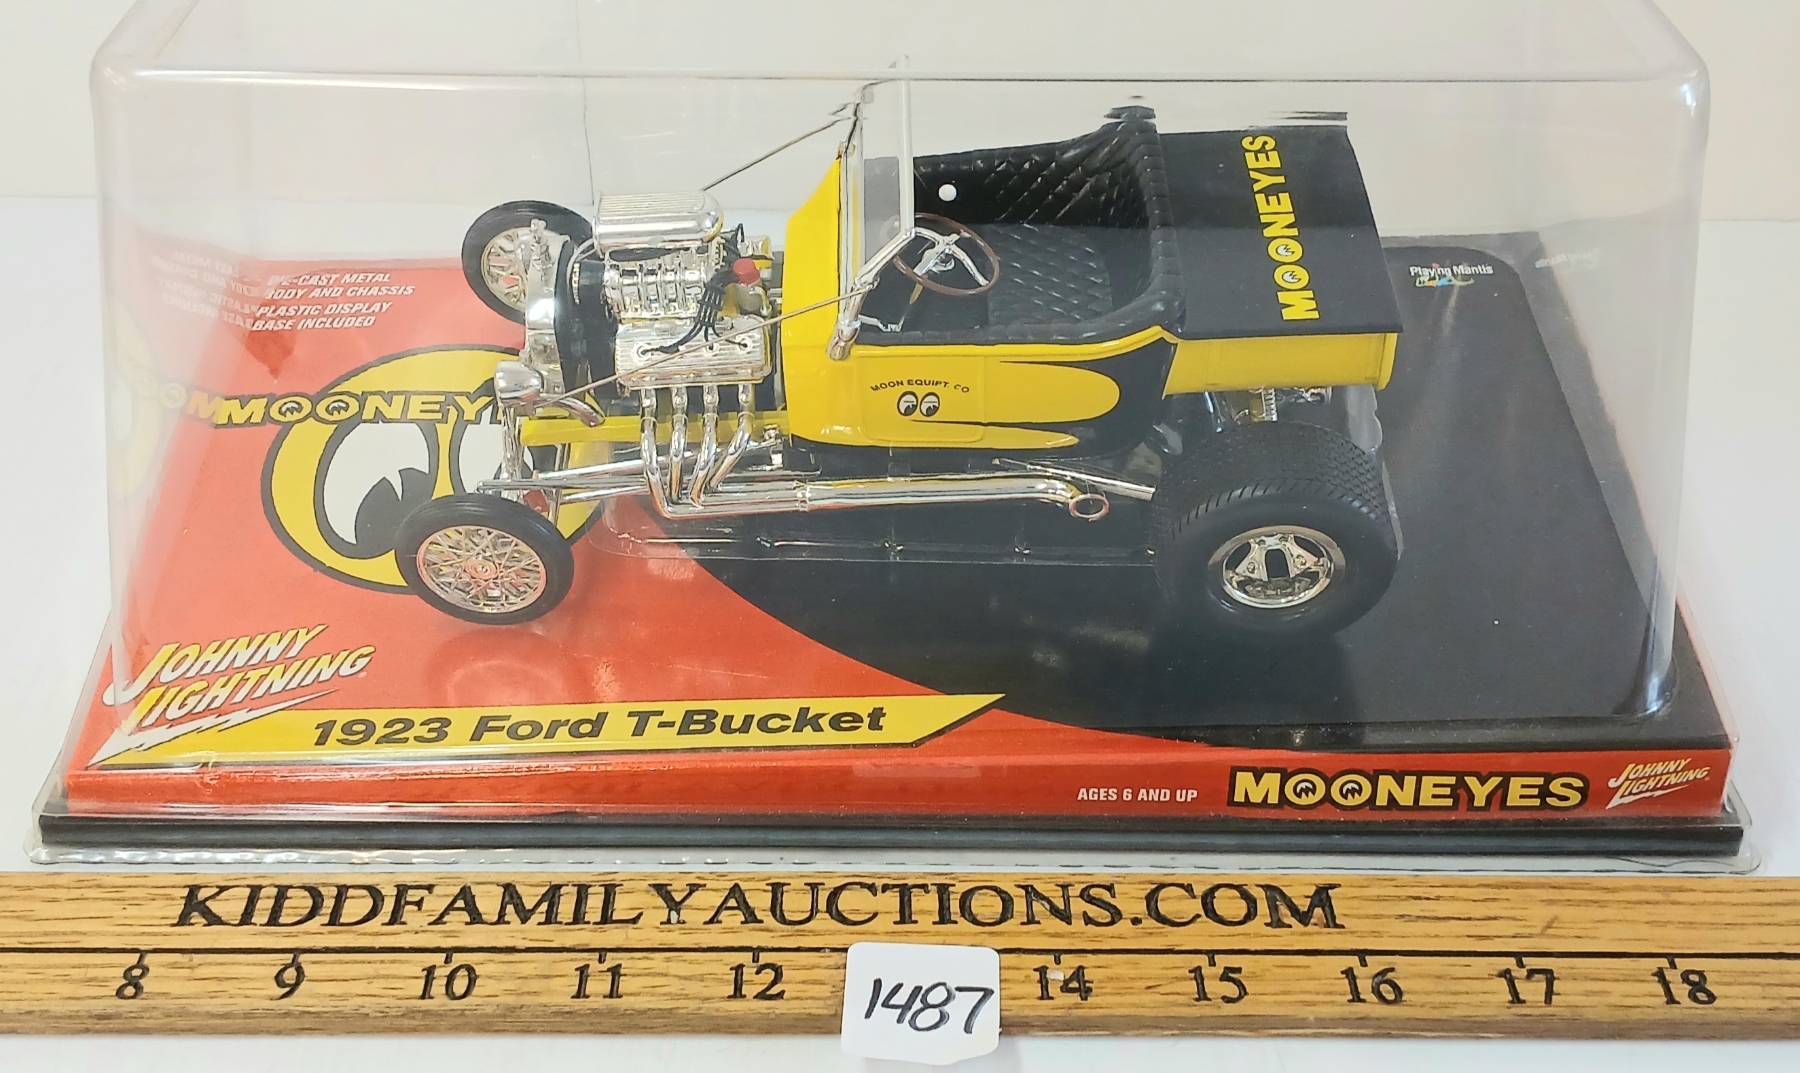 MOONEYES
Playing Mantis
DIE-CAST METAL
BODY AND CHASSIS
PLASTIC DISPLAY
BASE INCLUDED
MOON EQUIPT. CO
MOONEY
JOHNNY
LIGHTNING
1923 Ford T-Bucket
AGES 6 AND UP
MOONEYES
JOHNNY
LIGHTNING
KIDDFAMILYAUCTIONS.COM
8 9 10 11 12 14 15 16 17 18
1487